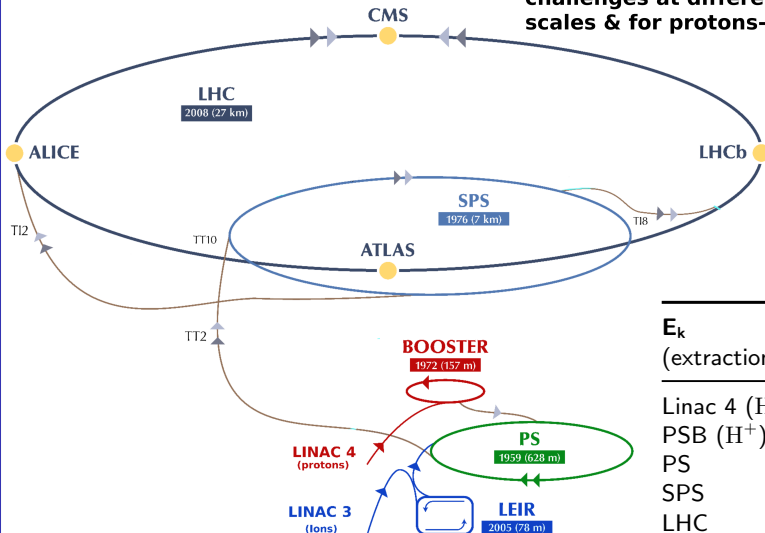 challenges at differe
scales & for protons-
CMS
LHC
2008 (27 km)
ALICE
LHCb
SPS
1976 (7 km)
TI8
TI2
TT10
ATLAS
TT2
BOOSTER
1972 (157 m)
LINAC 4
(protons)
PS
1959 (628 m)
LINAC 3
(Ions)
LEIR
2005 (78 m)
E_k
(extraction
Linac 4 (H
PSB (H⁺)
PS
SPS
LHC